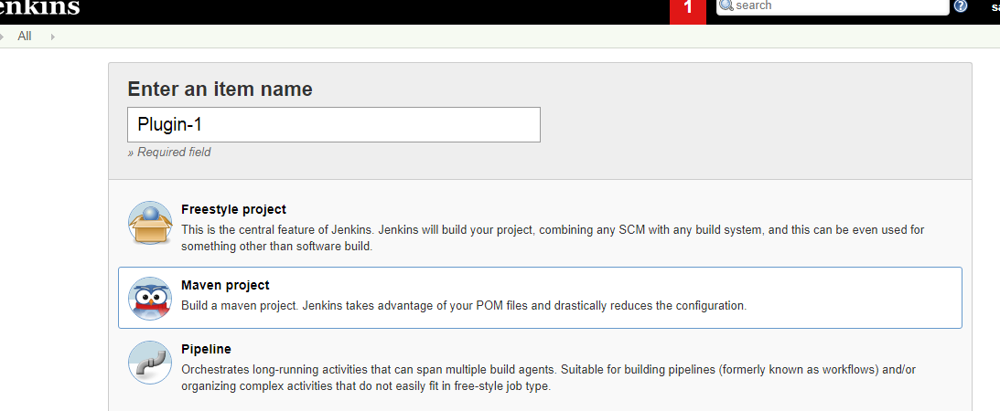 enkins
1
search
?
All
Enter an item name
Plugin-1
» Required field
Freestyle project
This is the central feature of Jenkins. Jenkins will build your project, combining any SCM with any build system, and this can be even used for
something other than software build.
Maven project
Build a maven project. Jenkins takes advantage of your POM files and drastically reduces the configuration.
Pipeline
Orchestrates long-running activities that can span multiple build agents. Suitable for building pipelines (formerly known as workflows) and/or
organizing complex activities that do not easily fit in free-style job type.